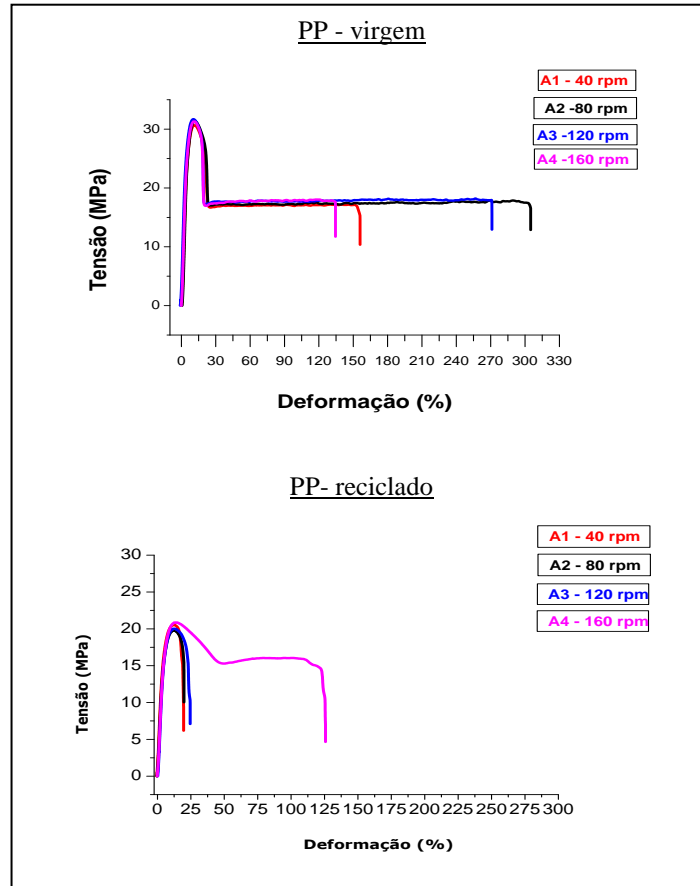 PP - virgem
A1 - 40 rpm
A2 -80 rpm
A3 -120 rpm
A4 -160 rpm
Tensão (MPa)
30
20
10
0
0 30 60 90 120 150 180 210 240 270 300 330
Deformação (%)
PP- reciclado
A1 - 40 rpm
A2 - 80 rpm
A3 - 120 rpm
A4 - 160 rpm
Tensão (MPa)
30
25
20
15
10
5
0
0 25 50 75 100 125 150 175 200 225 250 275 300
Deformação (%)